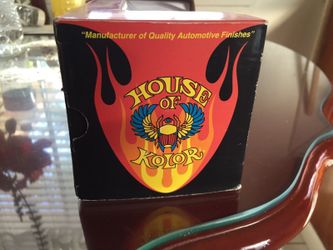 "Manufacturer of Quality Automotive Finishes"
HOUSE
OF
KOLOR